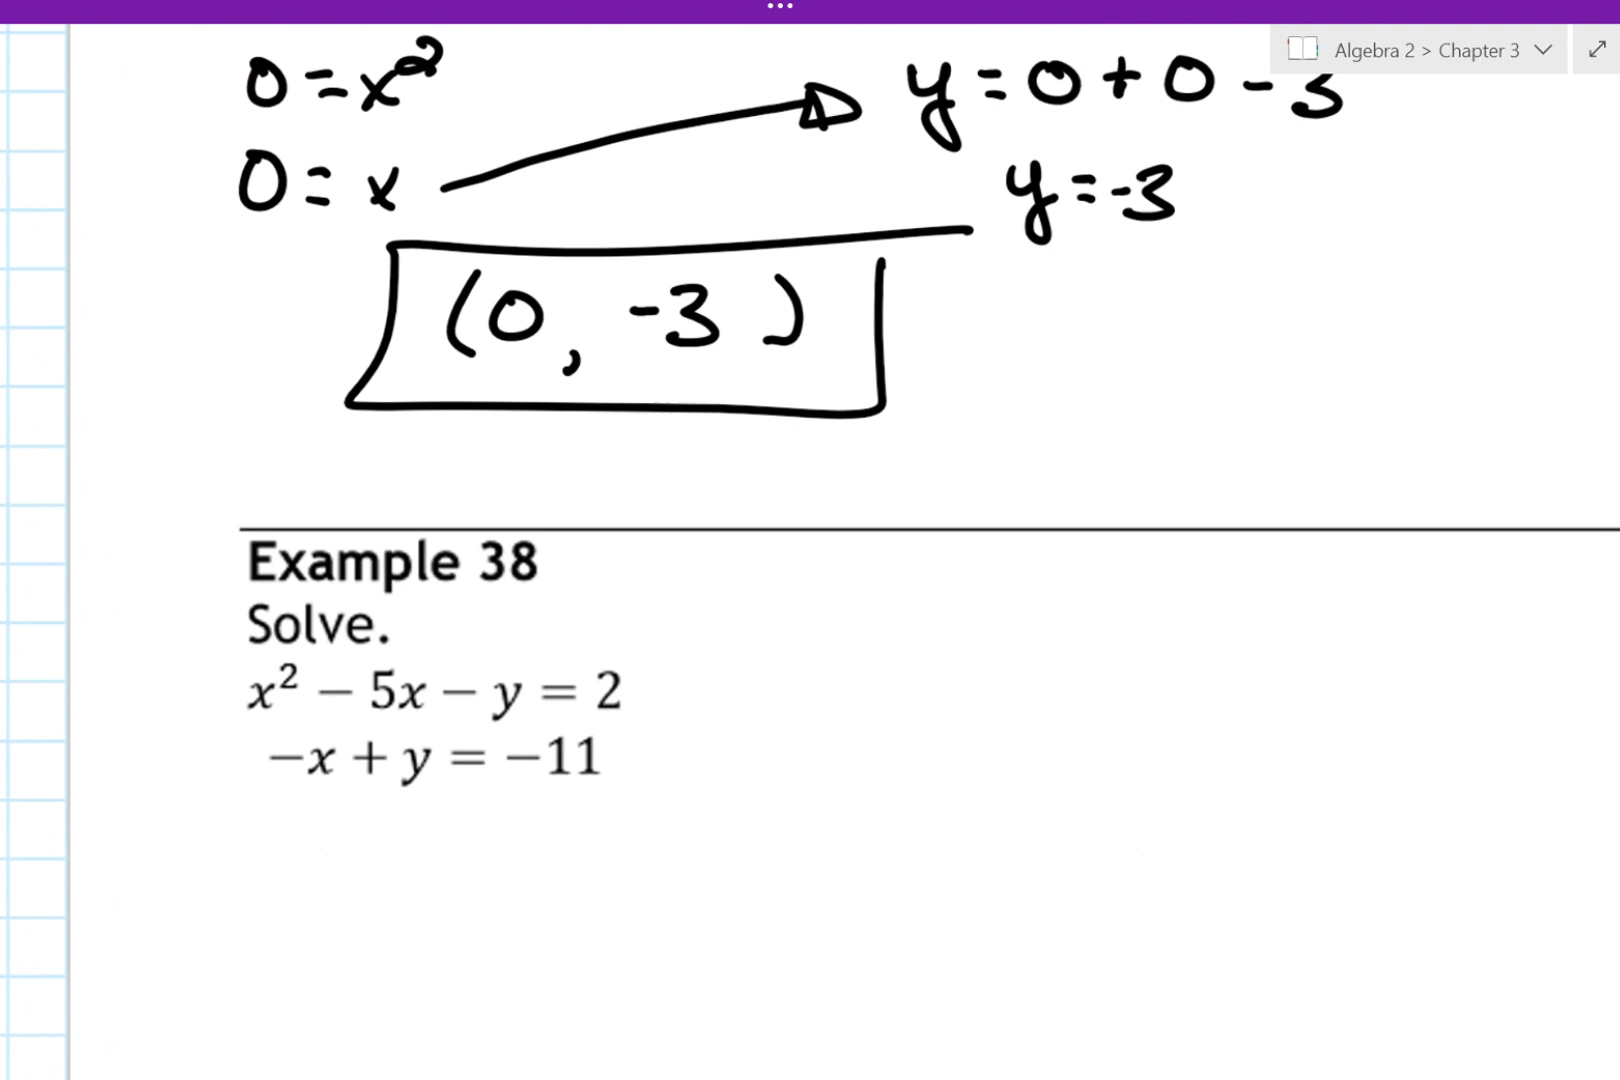 Algebra 2 > Chapter 3
0 = x²
y = 0 + 0 - 3
0 = x
y = -3
(0, -3)
Example 38
Solve.
x² − 5x − y = 2
−x + y = −11